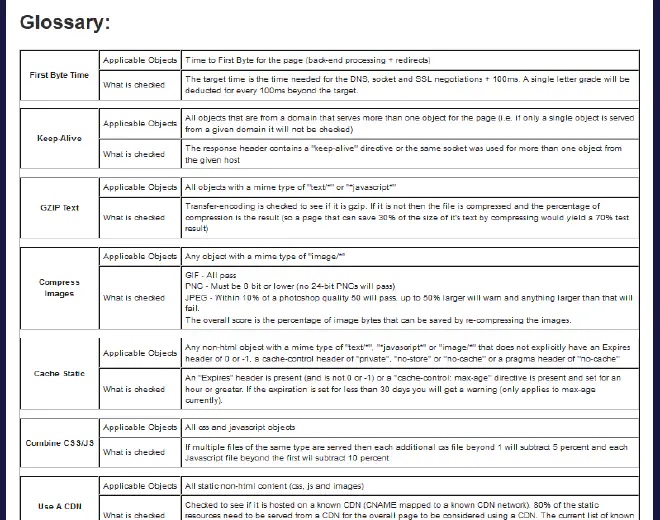 Glossary:
First Byte Time
Applicable Objects
Time to First Byte for the page (back-end processing + redirects)
What is checked
The target time is the time needed for the DNS, socket and SSL negotiations + 100ms. A single letter grade will be
deducted for every 100ms beyond the target.
Keep-Alive
Applicable Objects
All objects that are from a domain that serves more than one object for the page (i.e. if only a single object is served
from a given domain it will not be checked)
What is checked
The response header contains a "keep-alive" directive or the same socket was used for more than one object from
the given host
GZIP Text
Applicable Objects
All objects with a mime type of "text/*" or "*javascript*"
What is checked
Transfer-encoding is checked to see if it is gzip. If it is not then the file is compressed and the percentage of
compression is the result (so a page that can save 30% of the size of it's text by compressing would yield a 70% test
result)
Compress
Images
Applicable Objects
Any object with a mime type of "image/*"
What is checked
GIF - All pass
PNG - Must be 8 bit or lower (no 24-bit PNGs will pass)
JPEG - Within 10% of a photoshop quality 50 will pass, up to 50% larger will warn and anything larger than that will
fail.
The overall score is the percentage of image bytes that can be saved by re-compressing the images.
Cache Static
Applicable Objects
Any non-html object with a mime type of "text/*", "*javascript*" or "image/*" that does not explicitly have an Expires
header of 0 or -1, a cache-control header of "private", "no-store" or "no-cache" or a pragma header of "no-cache"
What is checked
An "Expires" header is present (and is not 0 or -1) or a "cache-control: max-age" directive is present and set for an
hour or greater. If the expiration is set for less than 30 days you will get a warning (only applies to max-age
currently).
Combine CSS/JS
Applicable Objects
All css and javascript objects
What is checked
If multiple files of the same type are served then each additional css file beyond 1 will subtract 5 percent and each
Javascript file beyond the first wil subtract 10 percent
Use A CDN
Applicable Objects
All static non-html content (css, js and images)
What is checked
Checked to see if it is hosted on a known CDN (CNAME mapped to a known CDN network). 80% of the static
resources need to be served from a CDN for the overall page to be considered using a CDN. The current list of known